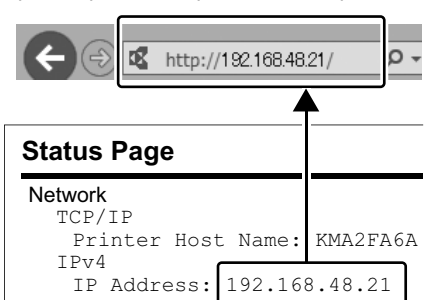 http://192.168.48.21/
Status Page
Network
TCP/IP
Printer Host Name: KMA2FA6A
IPv4
IP Address: 192.168.48.21